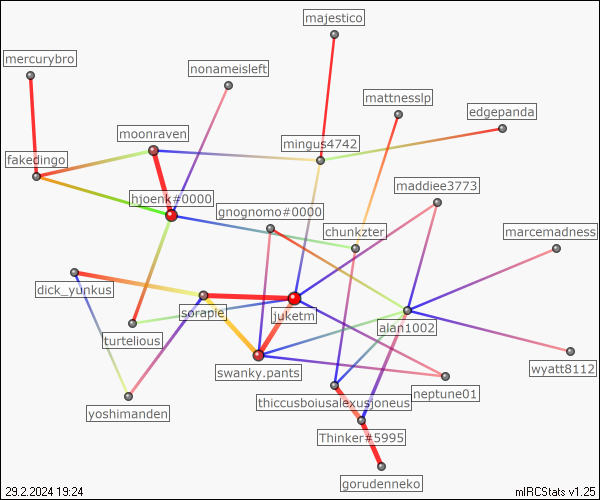 majestico
mercurybro
nonameisleft
mattnesslp
edgepanda
moonraven
mingus4742
fakedingo
maddiee3773
hjoenk#0000
gnognomo#0000
chunkzter
marcemadness
dick_yunkus
sorape
juketm
alan1002
turtelious
swanky.pants
wyatt8112
neptune01
yoshimanden
thiccusboiusalexusjoneus
Thinker#5995
gorudenneko
29.2.2024 19:24
mIRCStats v1.25